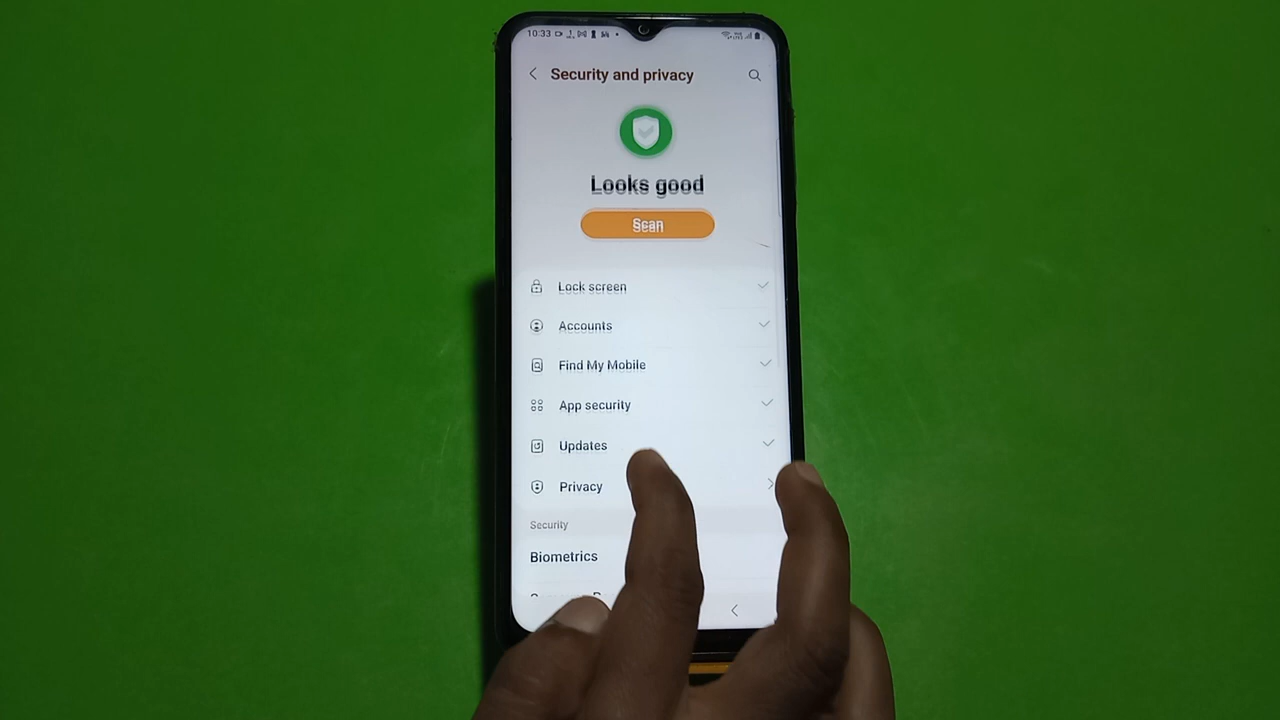 10:33
Security and privacy
Looks good
Scan
Lock screen
Accounts
Find My Mobile
App security
Updates
Privacy
Security
Biometrics